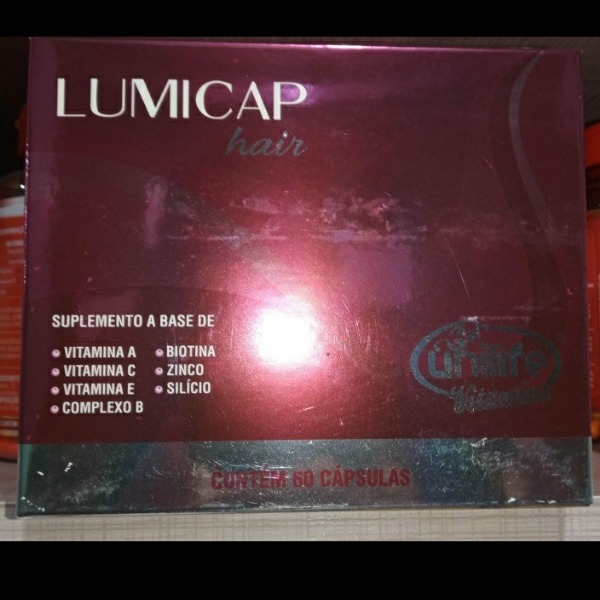 LUMICAP
hair
SUPLEMENTO A BASE DE
VITAMINA A
VITAMINA C
VITAMINA E
COMPLEXO B
BIOTINA
ZINCO
SILÍCIO
unilife
Vitamins
CONTÉM 60 CÁPSULAS